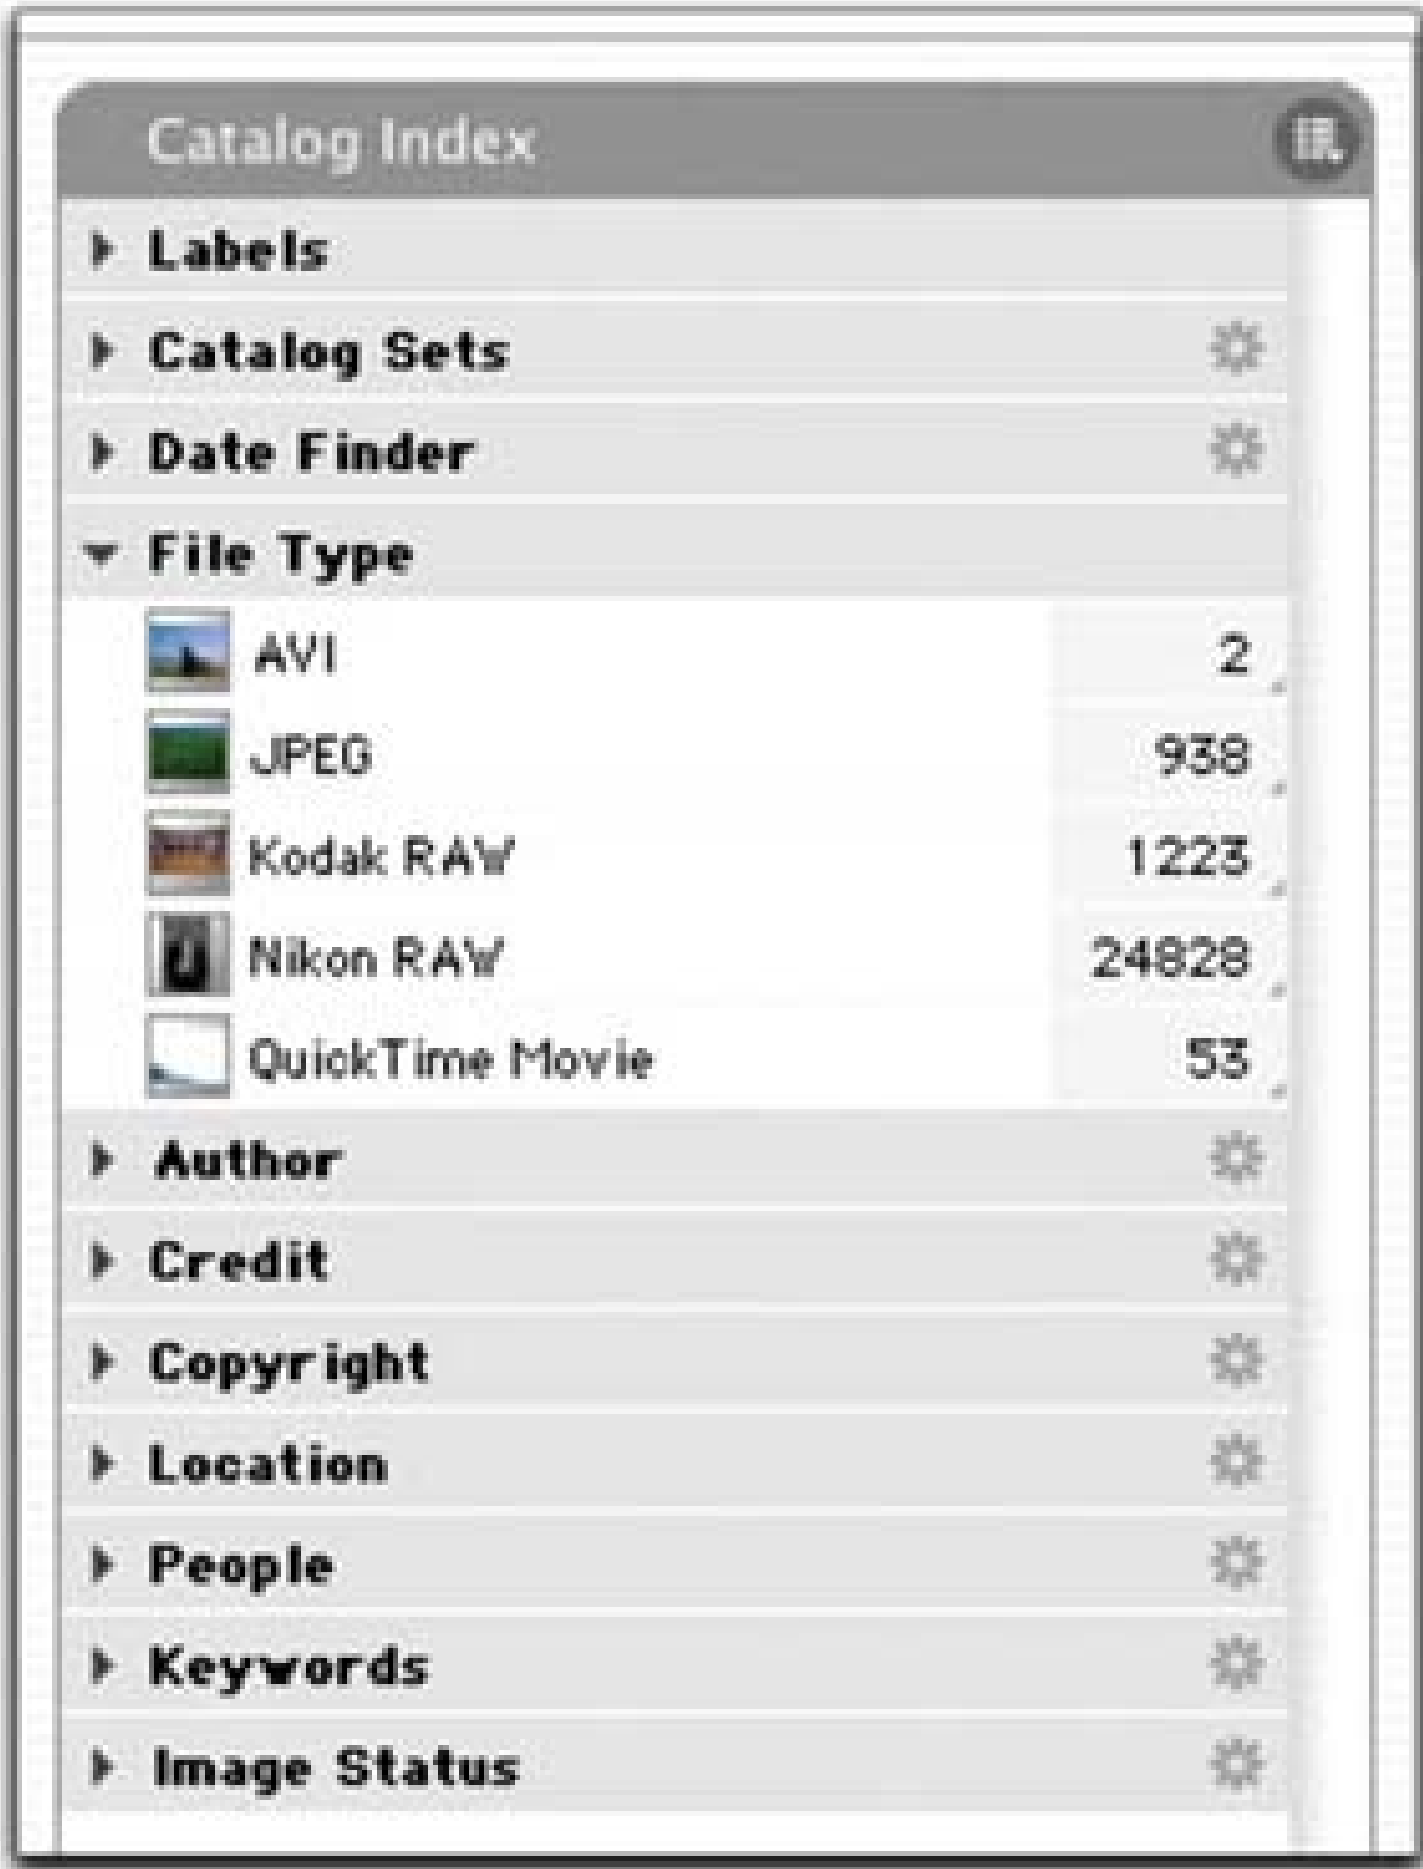 Catalog Index
Labels
Catalog Sets
Date Finder
File Type
AVI 2
JPEG 938
Kodak RAW 1223
Nikon RAW 24828
QuickTime Movie 53
Author
Credit
Copyright
Location
People
Keywords
Image Status